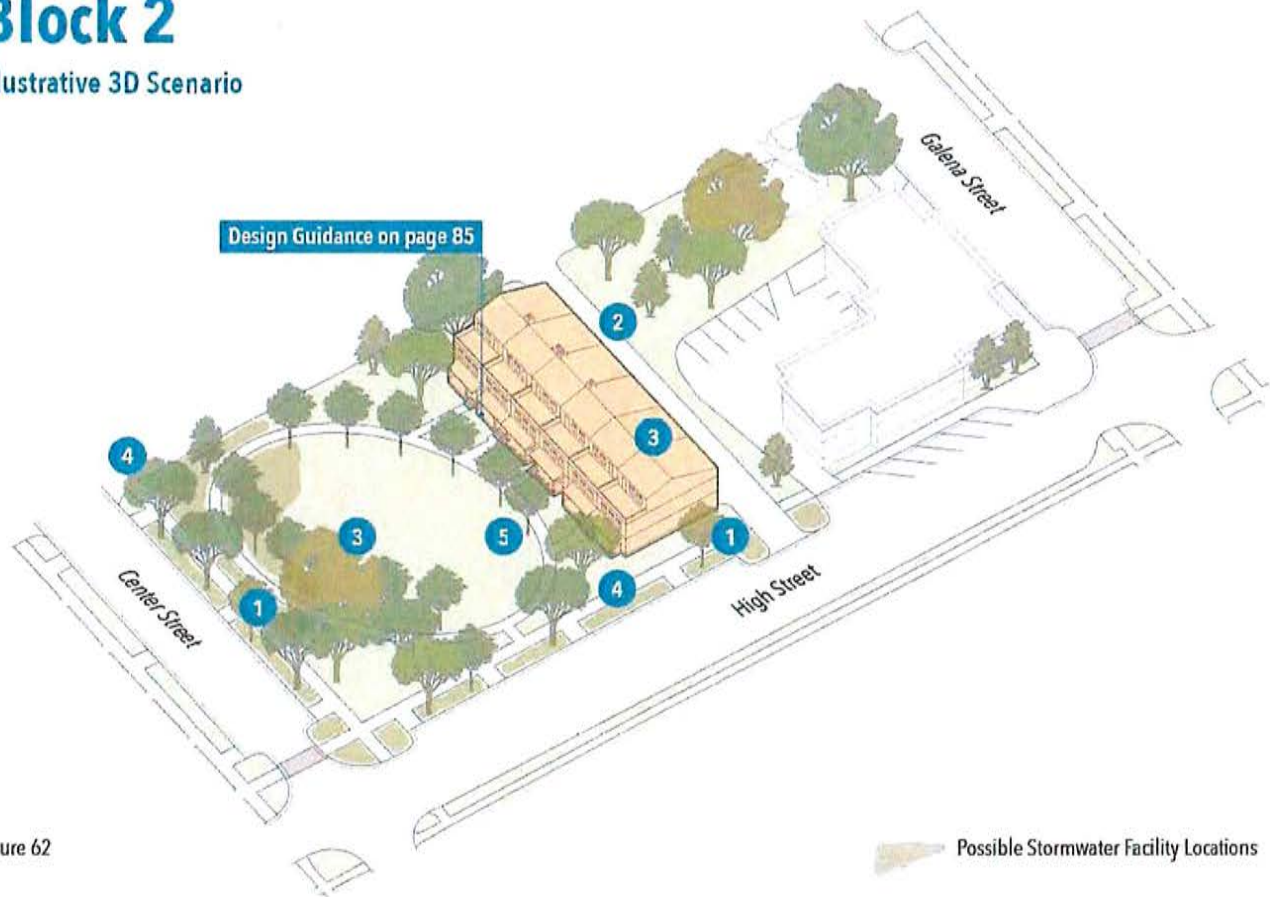 Block 2
lustrative 3D Scenario
Galena Street
Design Guidance on page 85
2
3
4
3
5
1
4
1
Center Street
High Street
ure 62
Possible Stormwater Facility Locations